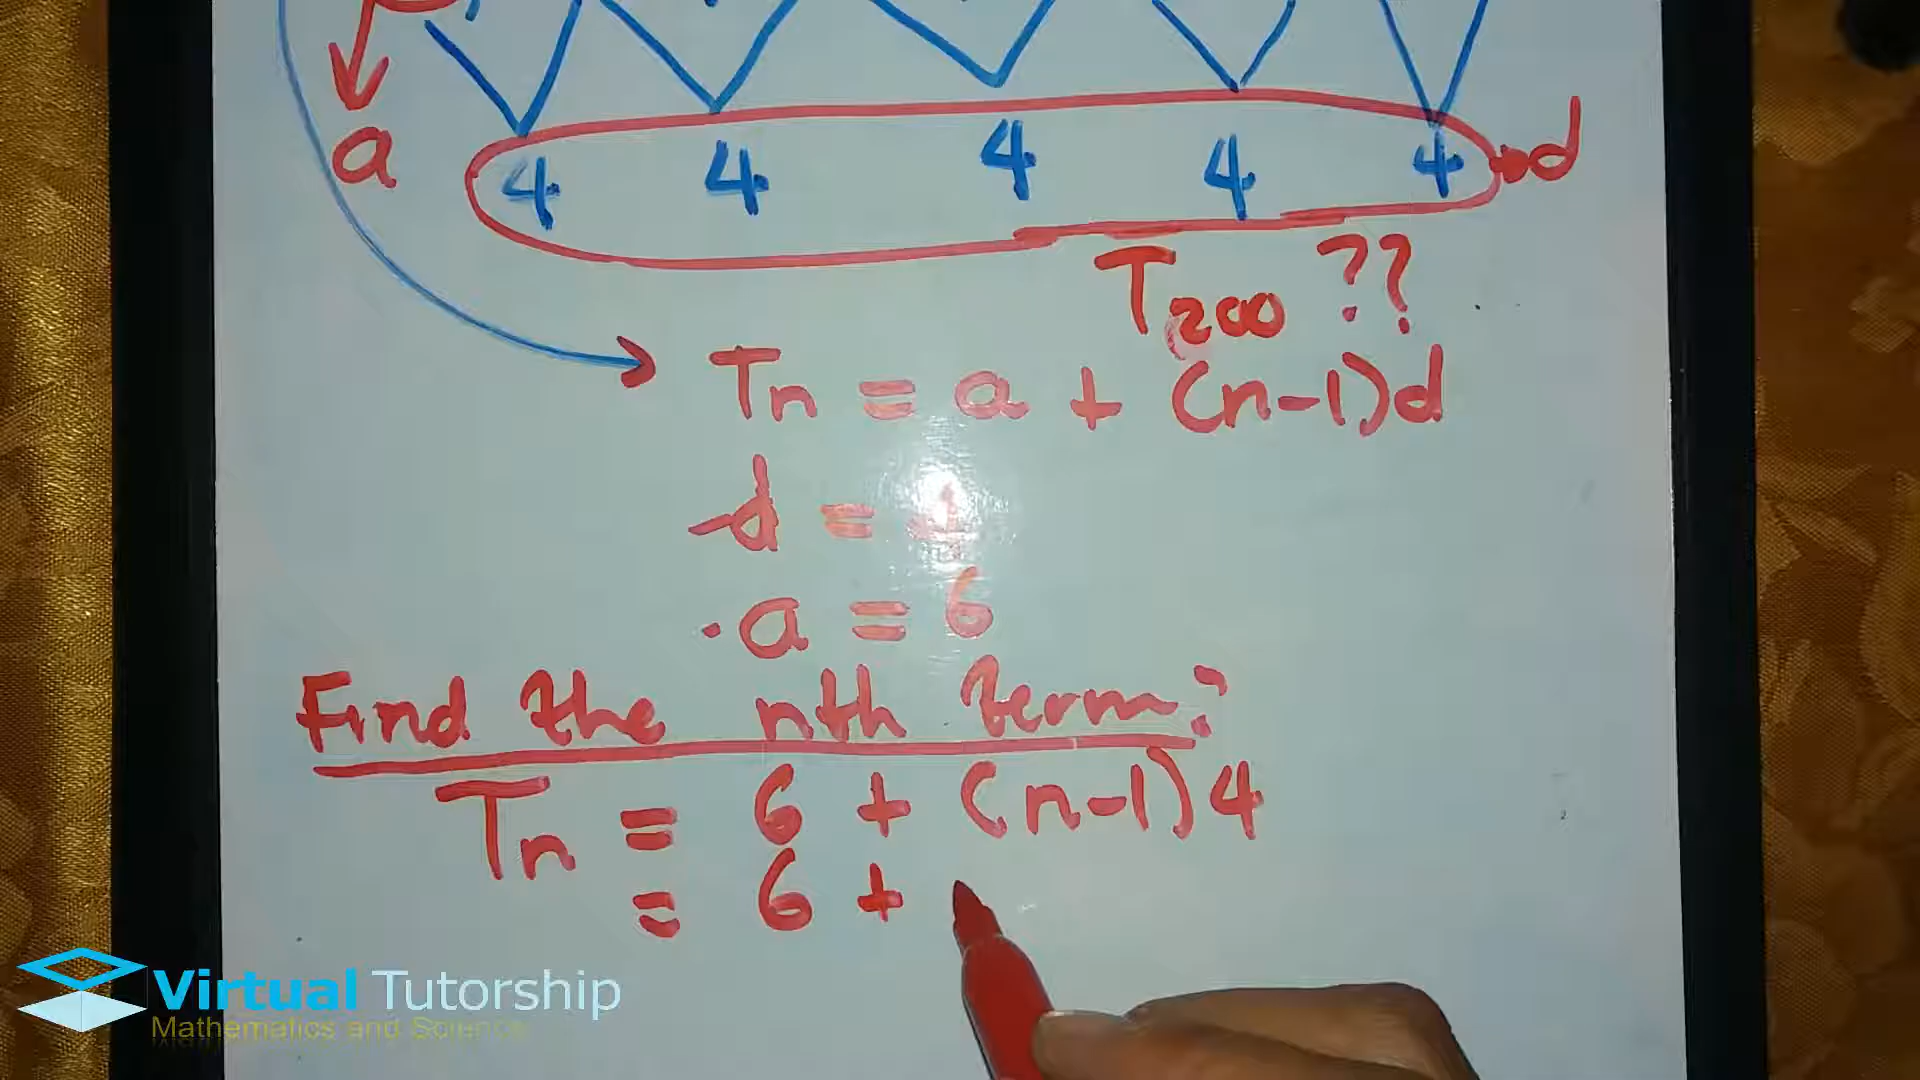 a 4 4 4 4 4 d
T200 ??
Tn = a + (n-1)d
d = 4
· a = 6
Find the nth term?
Tn = 6 + (n-1)4
= 6 +
Virtual Tutorship
Mathematics and Science